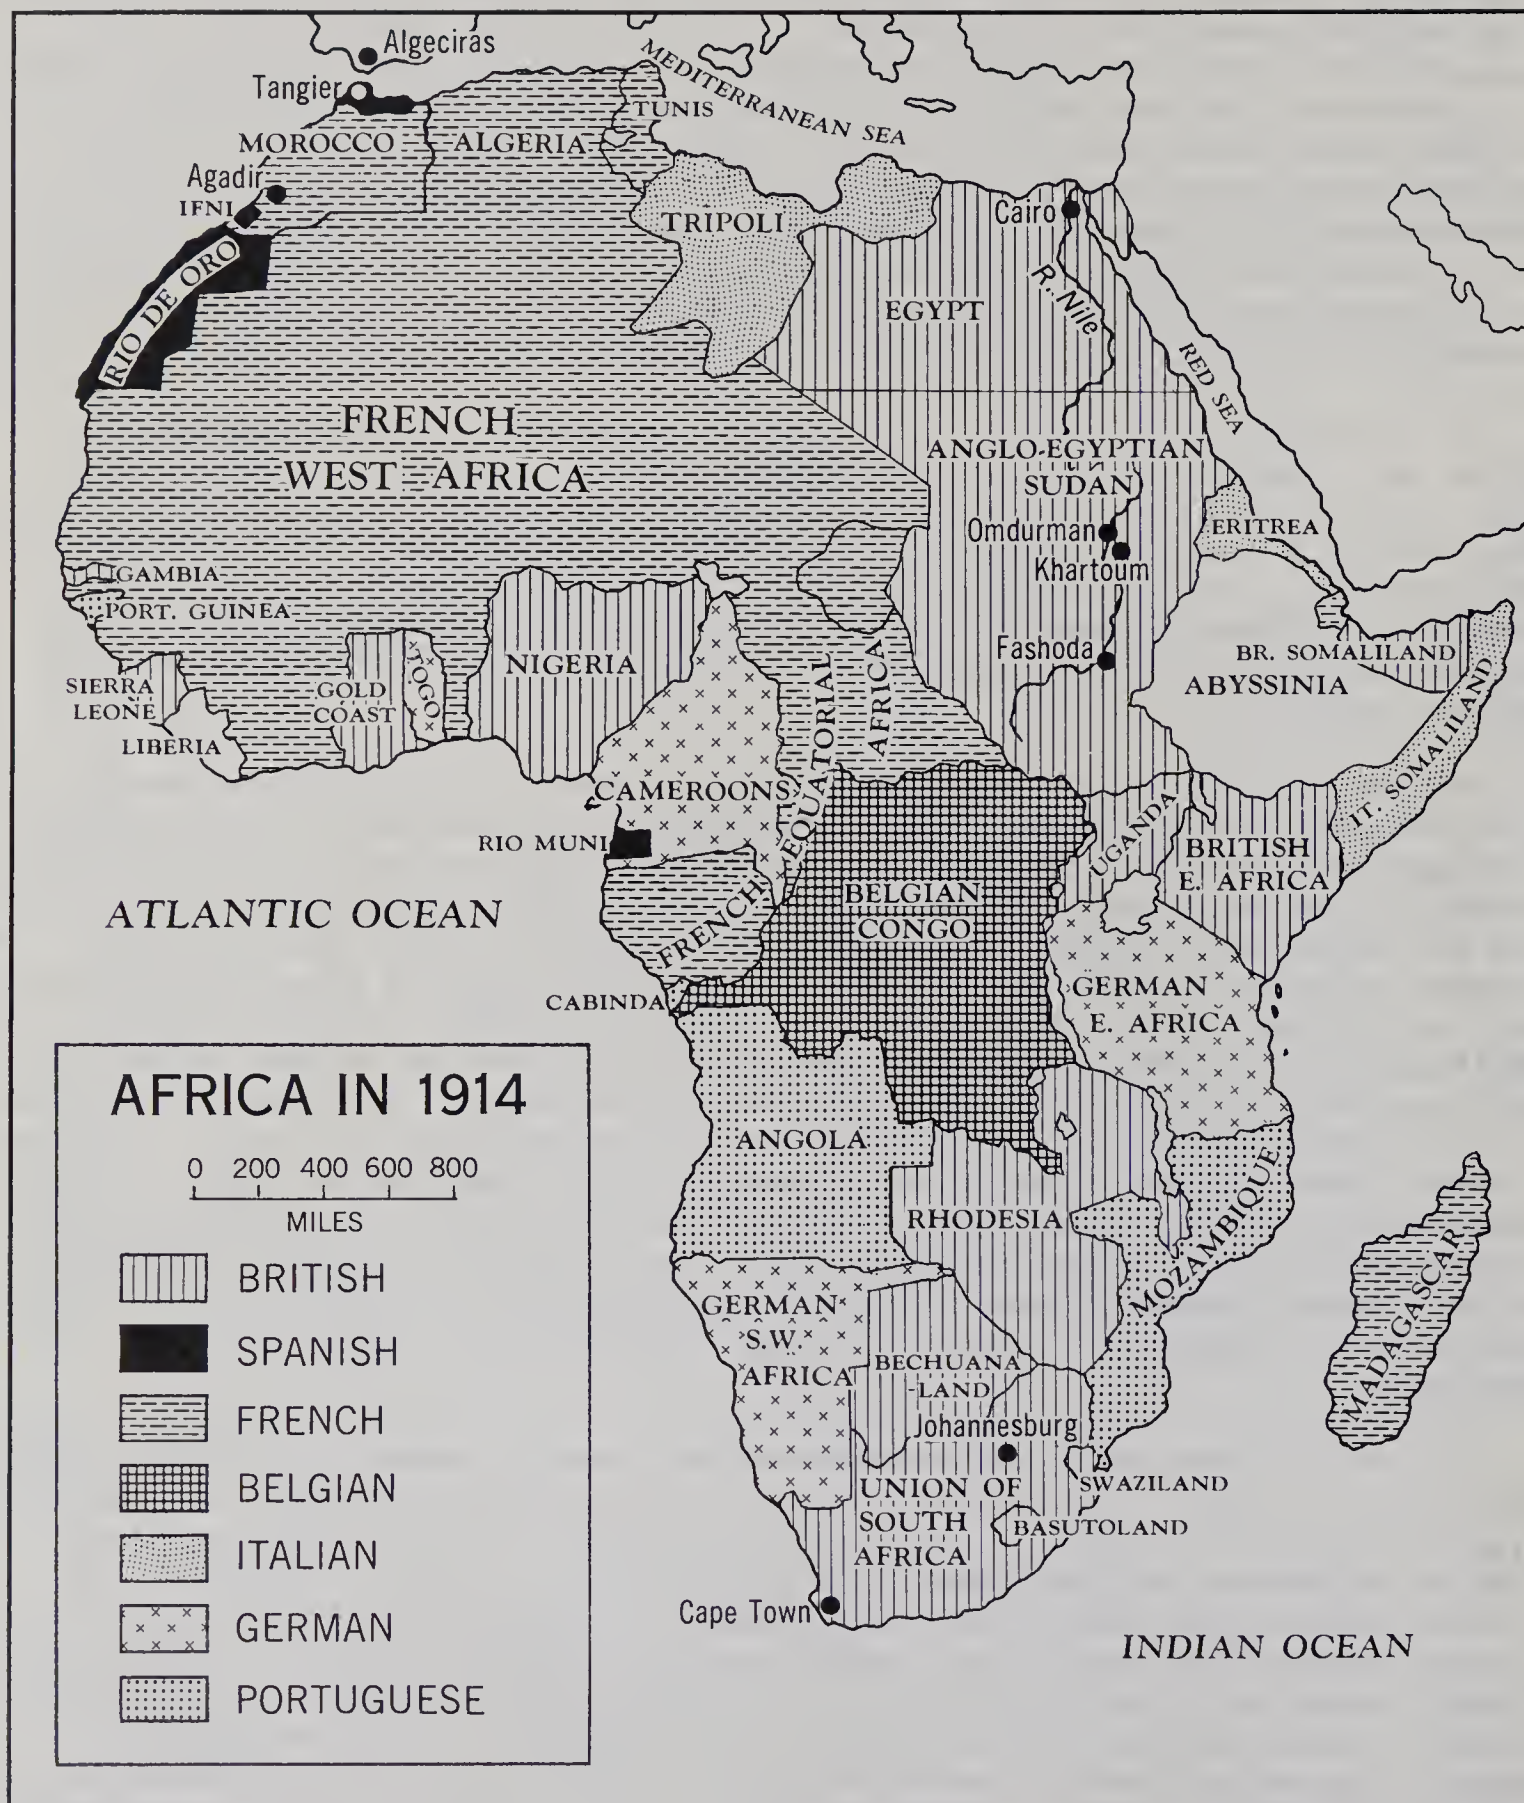 Algeciras
MEDITERRANEAN SEA
Tangier
TUNIS
MOROCCO
ALGERIA
Agadir
IFNI
TRIPOLI
Cairo
RIO DE ORO
R. Nile
EGYPT
RED SEA
FRENCH
WEST AFRICA
ANGLO-EGYPTIAN
SUDAN
Omdurman
ERITREA
Khartoum
GAMBIA
PORT. GUINEA
Fashoda
BR. SOMALILAND
ABYSSINIA
NIGERIA
SIERRA
LEONE
GOLD
COAST
TOGO
LIBERIA
IT. SOMALILAND
CAMEROONS
FRENCH
EQUATORIAL
AFRICA
RIO MUNI
UGANDA
BRITISH
E. AFRICA
BELGIAN
CONGO
ATLANTIC OCEAN
CABINDA
GERMAN
E. AFRICA
ANGOLA
RHODESIA
MOZAMBIQUE
MADAGASCAR
GERMAN
S.W.
AFRICA
BECHUANA
-LAND
Johannesburg
SWAZILAND
UNION OF
SOUTH
AFRICA
BASUTOLAND
Cape Town
INDIAN OCEAN
AFRICA IN 1914
0 200 400 600 800
MILES
BRITISH
SPANISH
FRENCH
BELGIAN
ITALIAN
GERMAN
PORTUGUESE